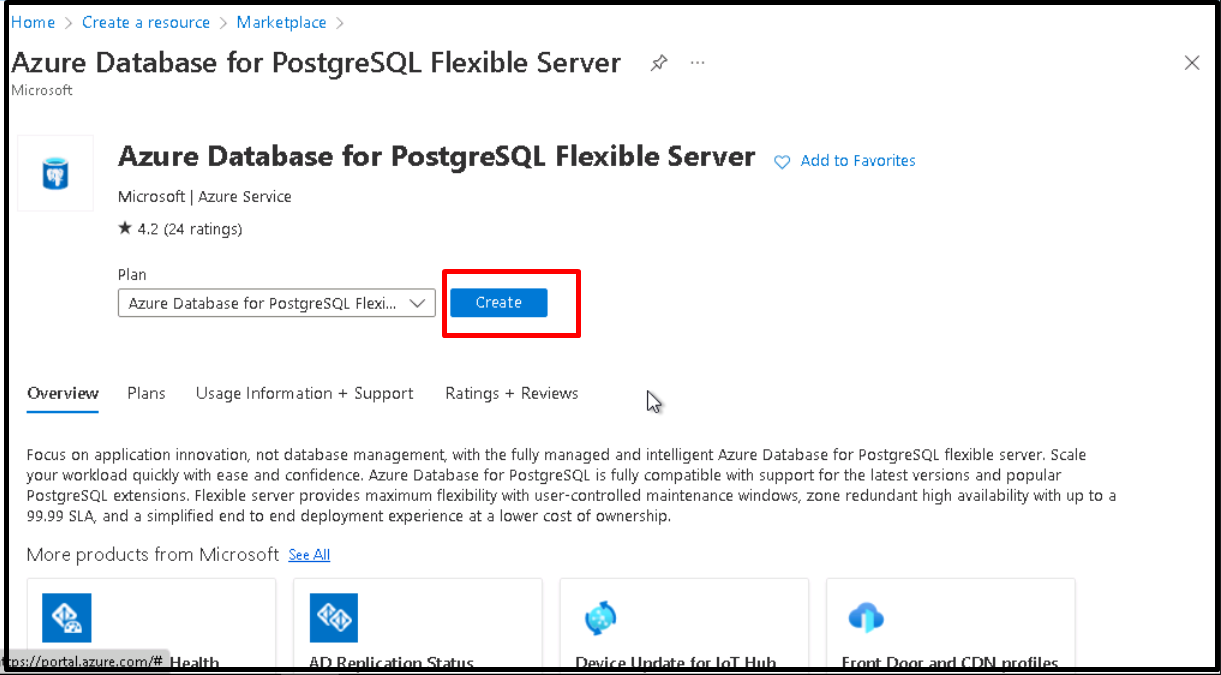 Home > Create a resource > Marketplace >
Azure Database for PostgreSQL Flexible Server ...
Microsoft
Azure Database for PostgreSQL Flexible Server
Add to Favorites
Microsoft | Azure Service
★ 4.2 (24 ratings)
Plan
Azure Database for PostgreSQL Flexi...
Create
Overview Plans Usage Information + Support Ratings + Reviews
Focus on application innovation, not database management, with the fully managed and intelligent Azure Database for PostgreSQL flexible server. Scale
your workload quickly with ease and confidence. Azure Database for PostgreSQL is fully compatible with support for the latest versions and popular
PostgreSQL extensions. Flexible server provides maximum flexibility with user-controlled maintenance windows, zone redundant high availability with up to a
99.99 SLA, and a simplified end to end deployment experience at a lower cost of ownership.
More products from Microsoft See All
Health
AD Replication Status
Device Update for IoT Hub
Front Door and CDN profiles
ttps://portal.azure.com/#